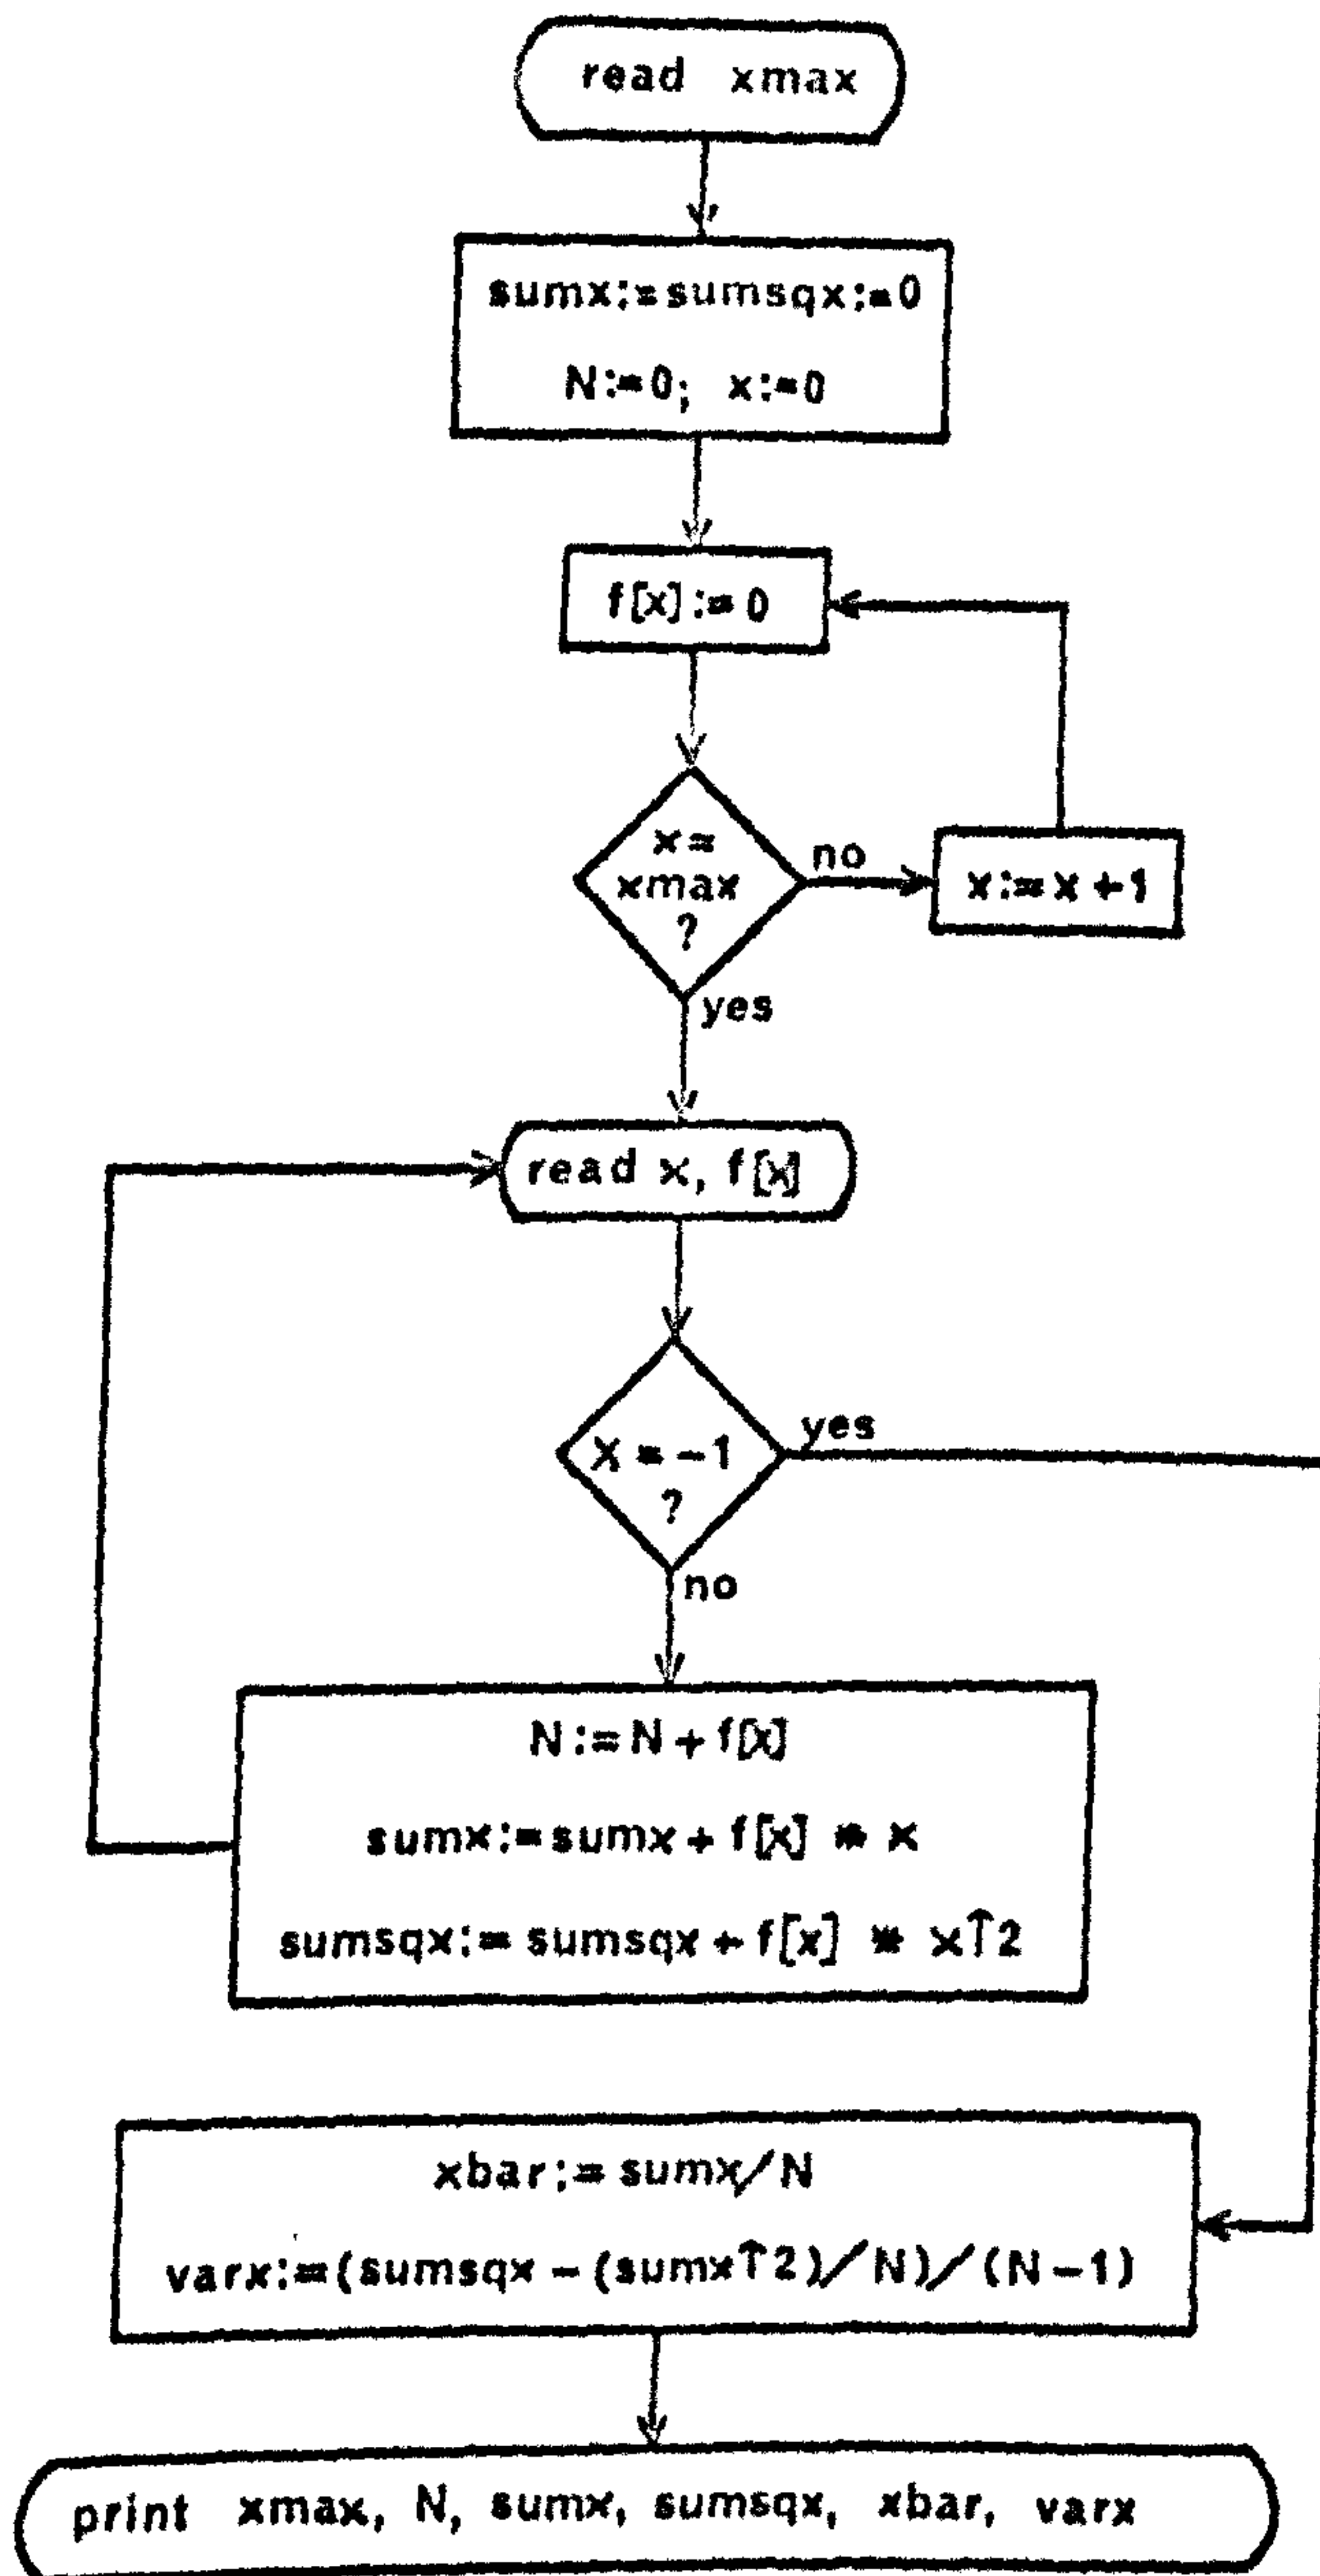 read xmax
sumx:=sumsqx:=0
N:=0; x:=0
f[x]:=0
x=
xmax
?
no
x:=x+1
yes
read x, f[x]
x=-1
?
yes
no
N:=N+f[x]
sumx:=sumx+f[x] * x
sumsqx:= sumsqx+f[x] * x↑2
xbar:= sumx/N
varx:=(sumsqx-(sumx↑2)/N)/(N-1)
print xmax, N, sumx, sumsqx, xbar, varx